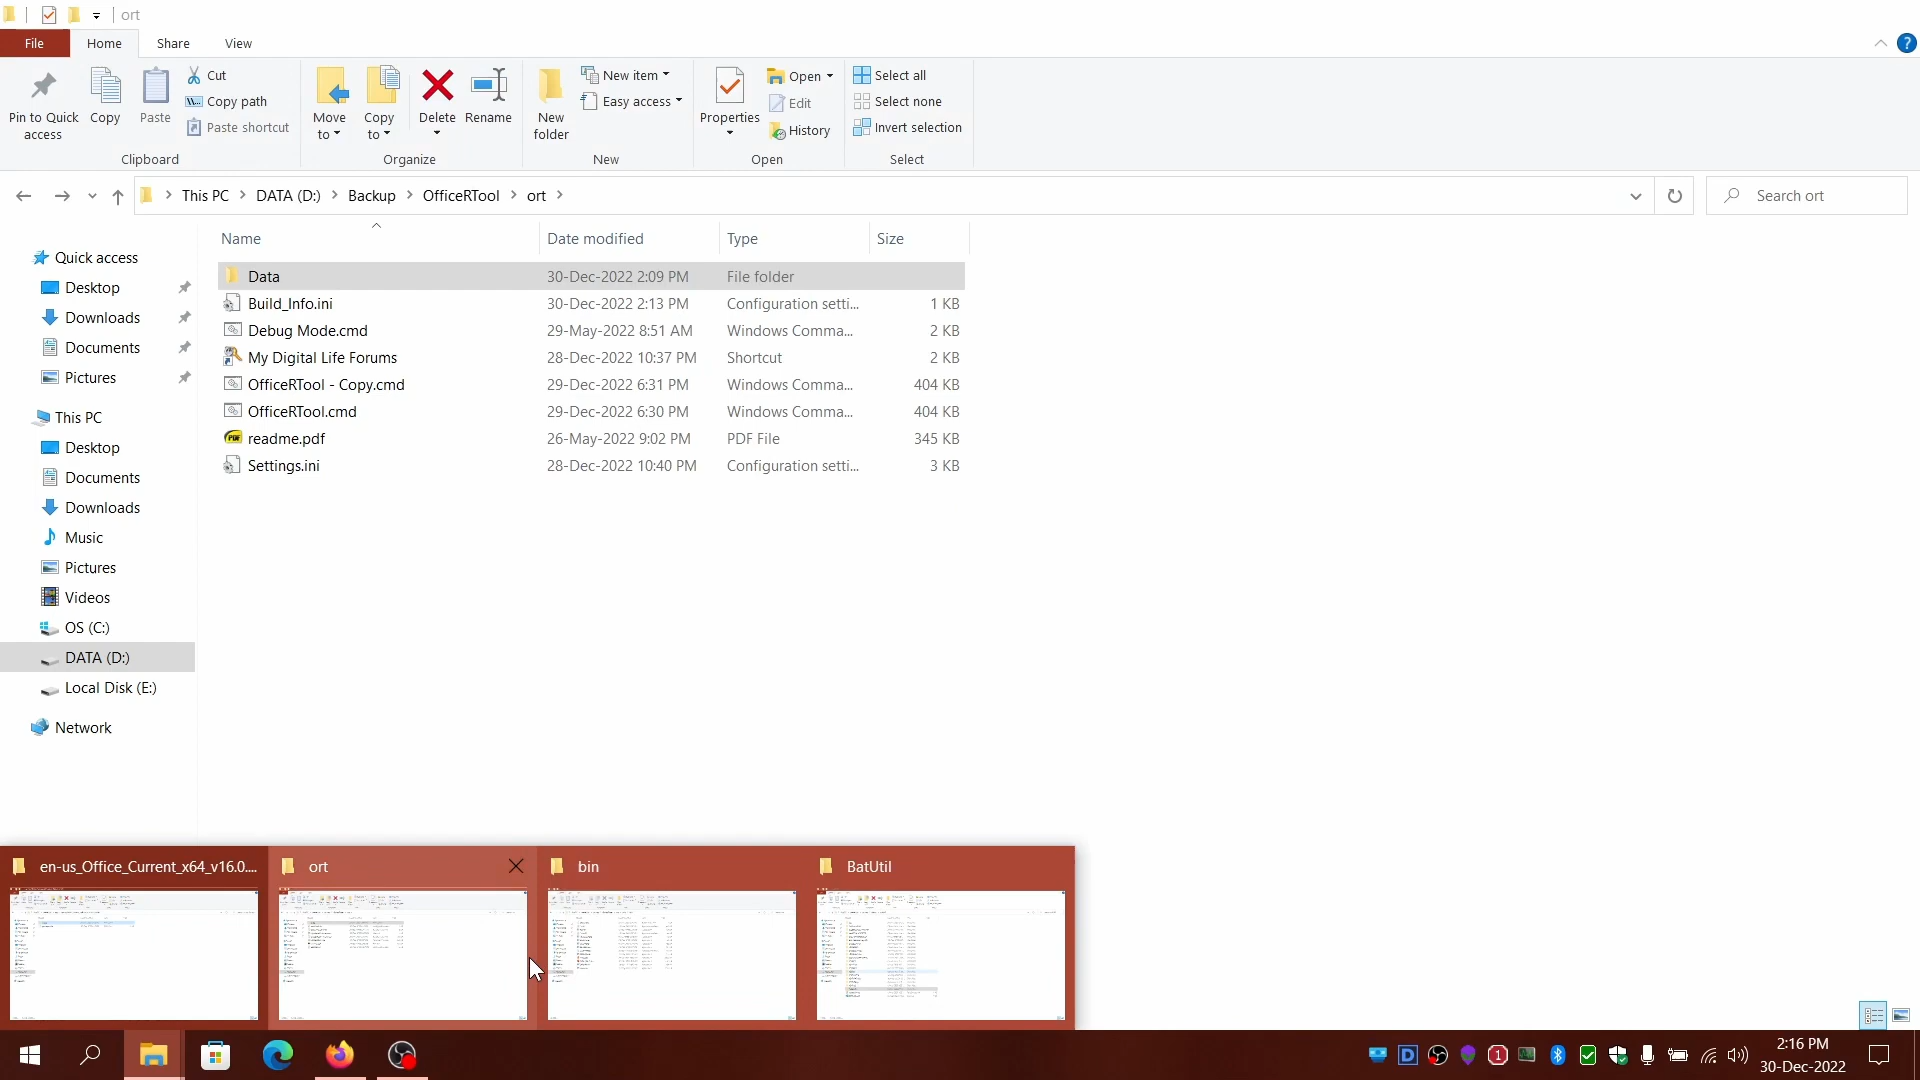 ort
File Home Share View
Pin to Quick access
Copy
Paste
Cut
Copy path
Paste shortcut
Clipboard
Move to
Copy to
Delete
Rename
Organize
New folder
New item
Easy access
New
Properties
Open
Edit
History
Open
Select all
Select none
Invert selection
Select
This PC DATA (D:) Backup OfficeRTool ort
Search ort
Name Date modified Type Size
Data 30-Dec-2022 2:09 PM File folder
Build_Info.ini 30-Dec-2022 2:13 PM Configuration setti... 1 KB
Debug Mode.cmd 29-May-2022 8:51 AM Windows Comma... 2 KB
My Digital Life Forums 28-Dec-2022 10:37 PM Shortcut 2 KB
OfficeRTool - Copy.cmd 29-Dec-2022 6:31 PM Windows Comma... 404 KB
OfficeRTool.cmd 29-Dec-2022 6:30 PM Windows Comma... 404 KB
readme.pdf 26-May-2022 9:02 PM PDF File 345 KB
Settings.ini 28-Dec-2022 10:40 PM Configuration setti... 3 KB
Quick access
Desktop
Downloads
Documents
Pictures
This PC
Desktop
Documents
Downloads
Music
Pictures
Videos
OS (C:)
DATA (D:)
Local Disk (E:)
Network
en-us_Office_Current_x64_v16.0.... ort bin BatUtil
2:16 PM
30-Dec-2022